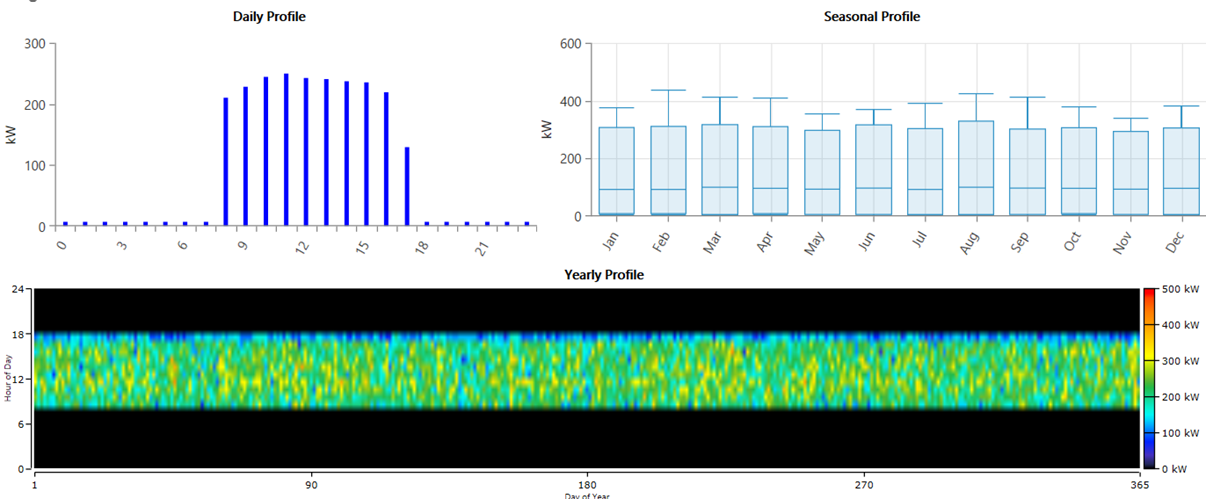 Daily Profile
300
200
100
0
kW
0
3
6
9
12
15
18
21
Seasonal Profile
600
400
200
0
kW
Jan
Feb
Mar
Apr
May
Jun
Jul
Aug
Sep
Oct
Nov
Dec
Yearly Profile
24
18
12
6
0
Hour of Day
1
90
180
270
365
Day of Year
500 kW
400 kW
300 kW
200 kW
100 kW
0 kW